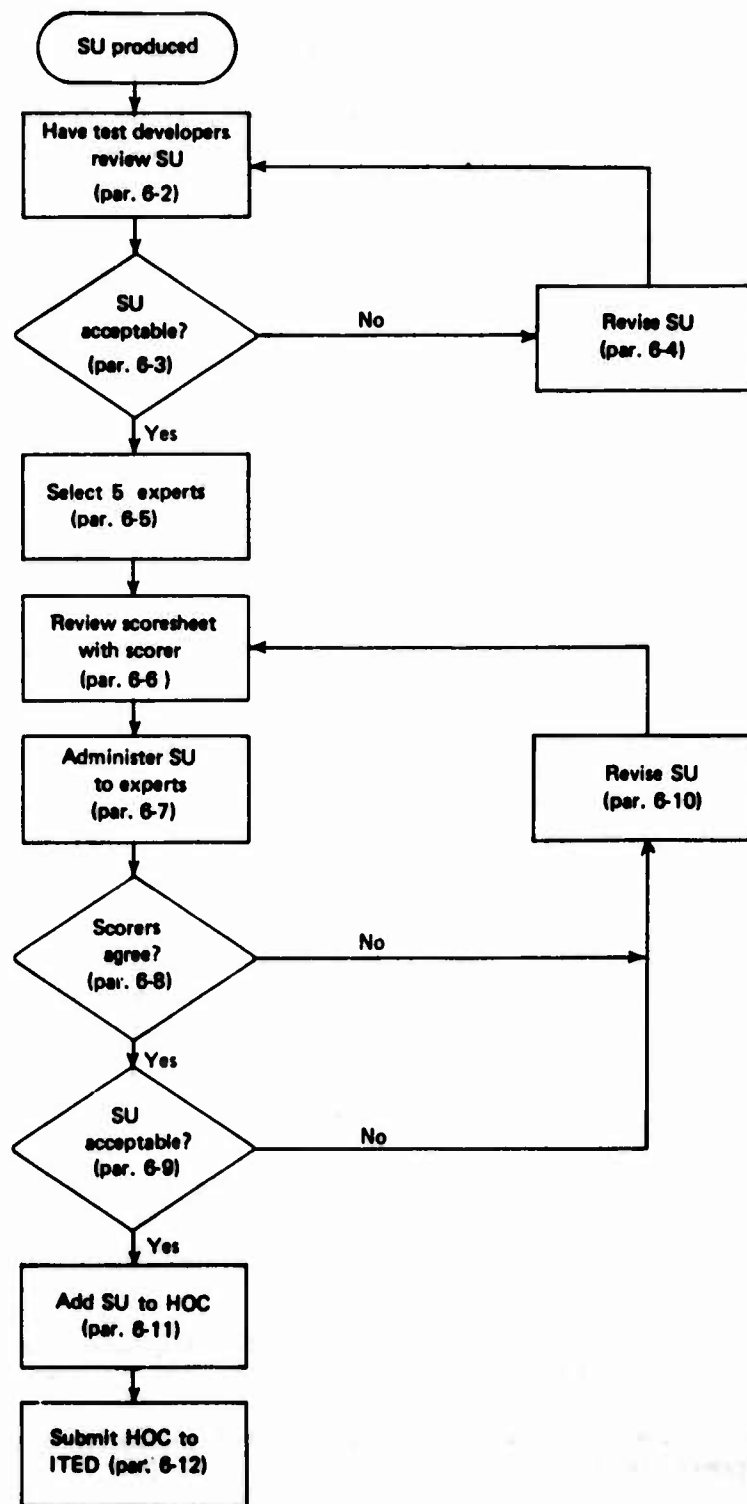 SU produced
Have test developers
review SU
(par. 6-2)
SU
acceptable?
(par. 6-3)
No
Revise SU
(par. 6-4)
Yes
Select 5 experts
(par. 6-5)
Review scoresheet
with scorer
(par. 6-6 )
Administer SU
to experts
(par. 6-7)
Revise SU
(par. 6-10)
Scorers
agree?
(par. 6-8)
No
Yes
SU
acceptable?
(par. 6-9)
No
Yes
Add SU to HOC
(par. 6-11)
Submit HOC to
ITED (par. 6-12)